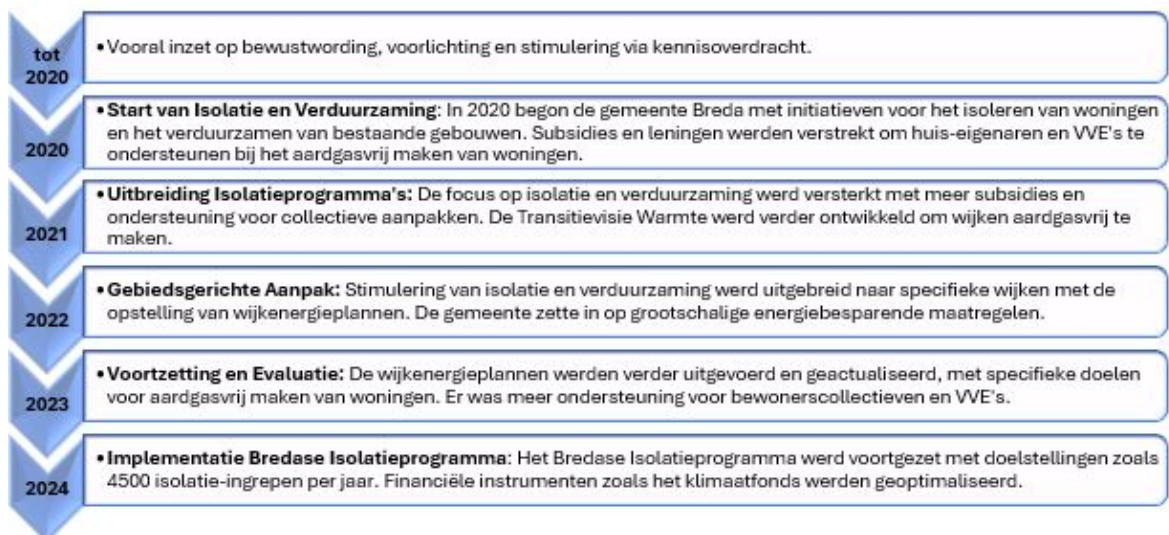 tot
2020
• Vooral inzet op bewustwording, voorlichting en stimulering via kennisoverdracht.
2020
• Start van Isolatie en Verduurzaming: In 2020 begon de gemeente Breda met initiatieven voor het isoleren van woningen
en het verduurzamen van bestaande gebouwen. Subsidies en leningen werden verstrekt om huis-eigenaren en VVE's te
ondersteunen bij het aardgasvrij maken van woningen.
2021
• Uitbreiding Isolatieprogramma's: De focus op isolatie en verduurzaming werd versterkt met meer subsidies en
ondersteuning voor collectieve aanpakken. De Transitievisie Warmte werd verder ontwikkeld om wijken aardgasvrij te
maken.
2022
• Gebiedsgerichte Aanpak: Stimulering van isolatie en verduurzaming werd uitgebreid naar specifieke wijken met de
opstelling van wijkenergieplannen. De gemeente zette in op grootschalige energiebesparende maatregelen.
2023
• Voortzetting en Evaluatie: De wijkenergieplannen werden verder uitgevoerd en geactualiseerd, met specifieke doelen
voor aardgasvrij maken van woningen. Er was meer ondersteuning voor bewonerscollectieven en VVE's.
2024
• Implementatie Bredase Isolatieprogramma: Het Bredase Isolatieprogramma werd voortgezet met doelstellingen zoals
4500 isolatie-ingrepen per jaar. Financiële instrumenten zoals het klimaatfonds werden geoptimaliseerd.